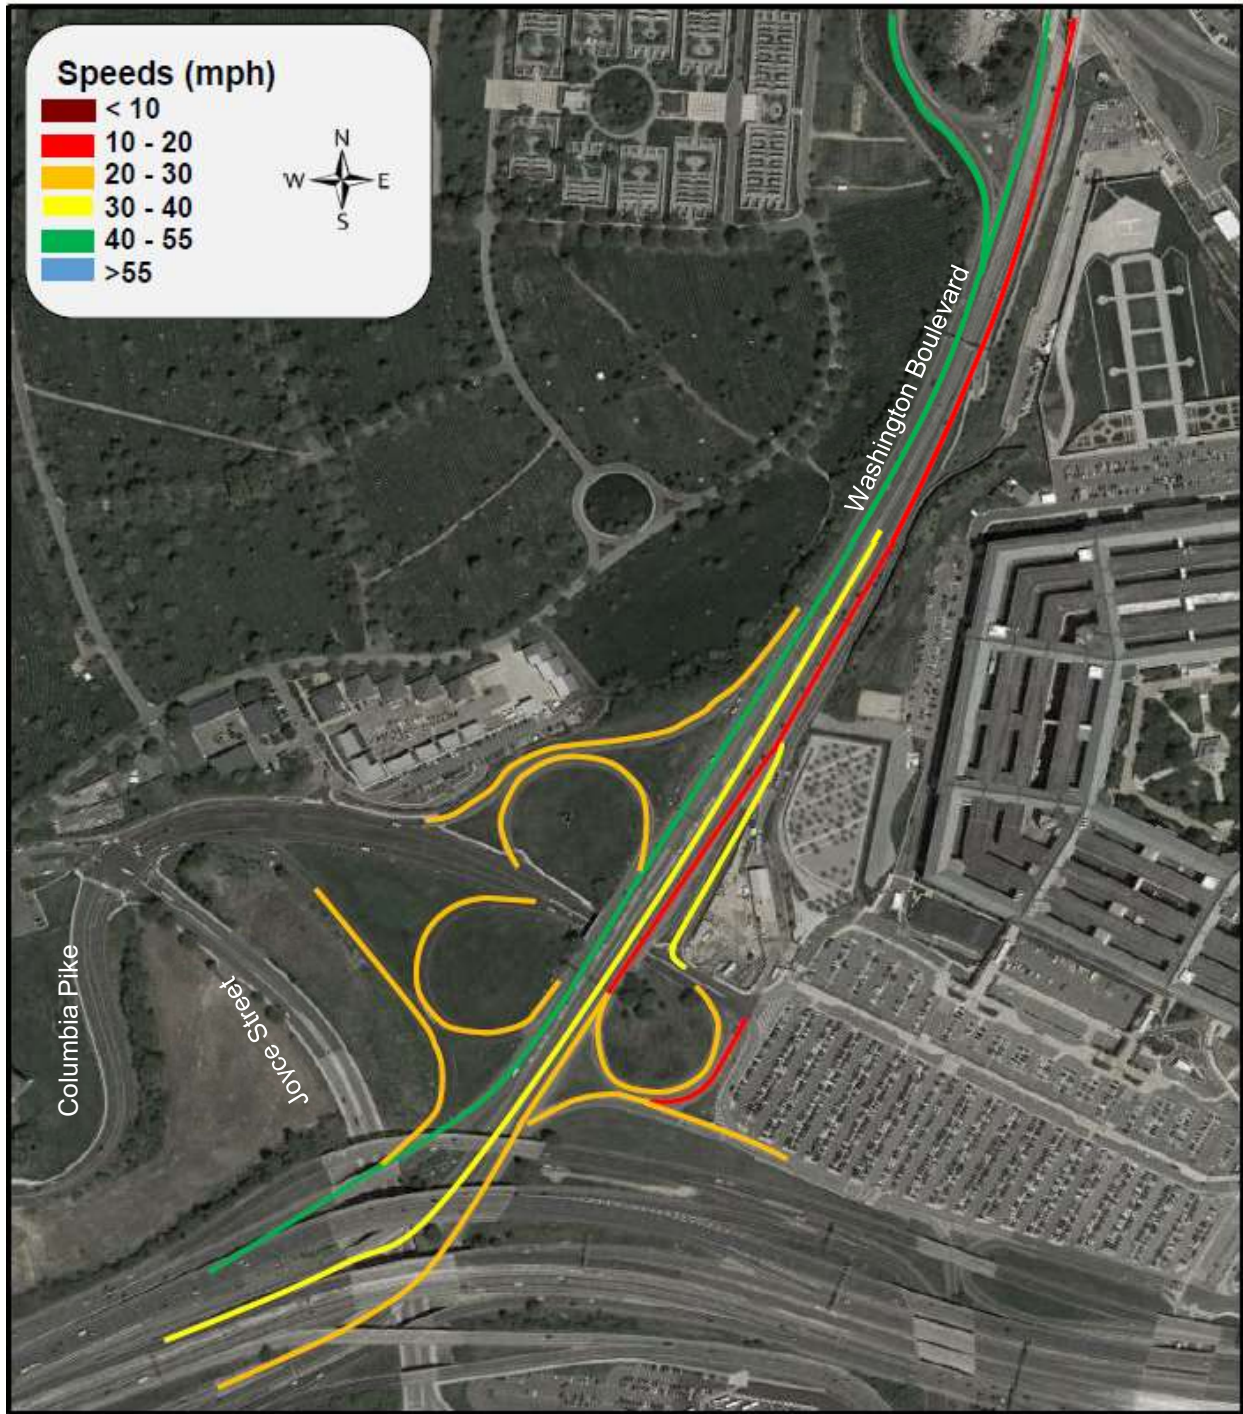 Speeds (mph)
< 10
10 - 20
20 - 30
30 - 40
40 - 55
>55
N
W E
S
Washington Boulevard
Columbia Pike
Joyce Street